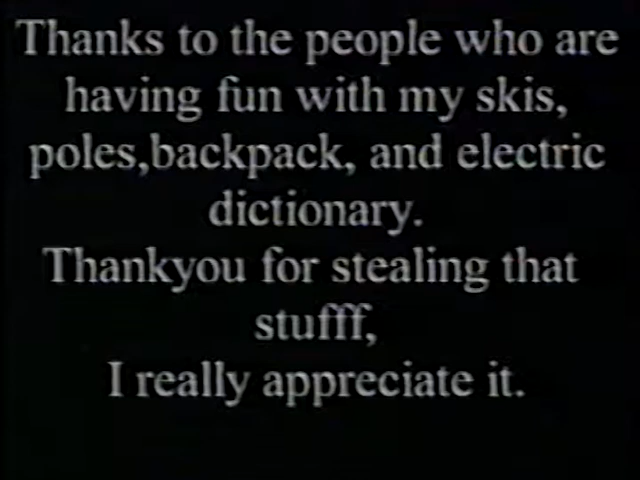 Thanks to the people who are
having fun with my skis,
poles,backpack, and electric
dictionary.
Thankyou for stealing that
stufff,
I really appreciate it.